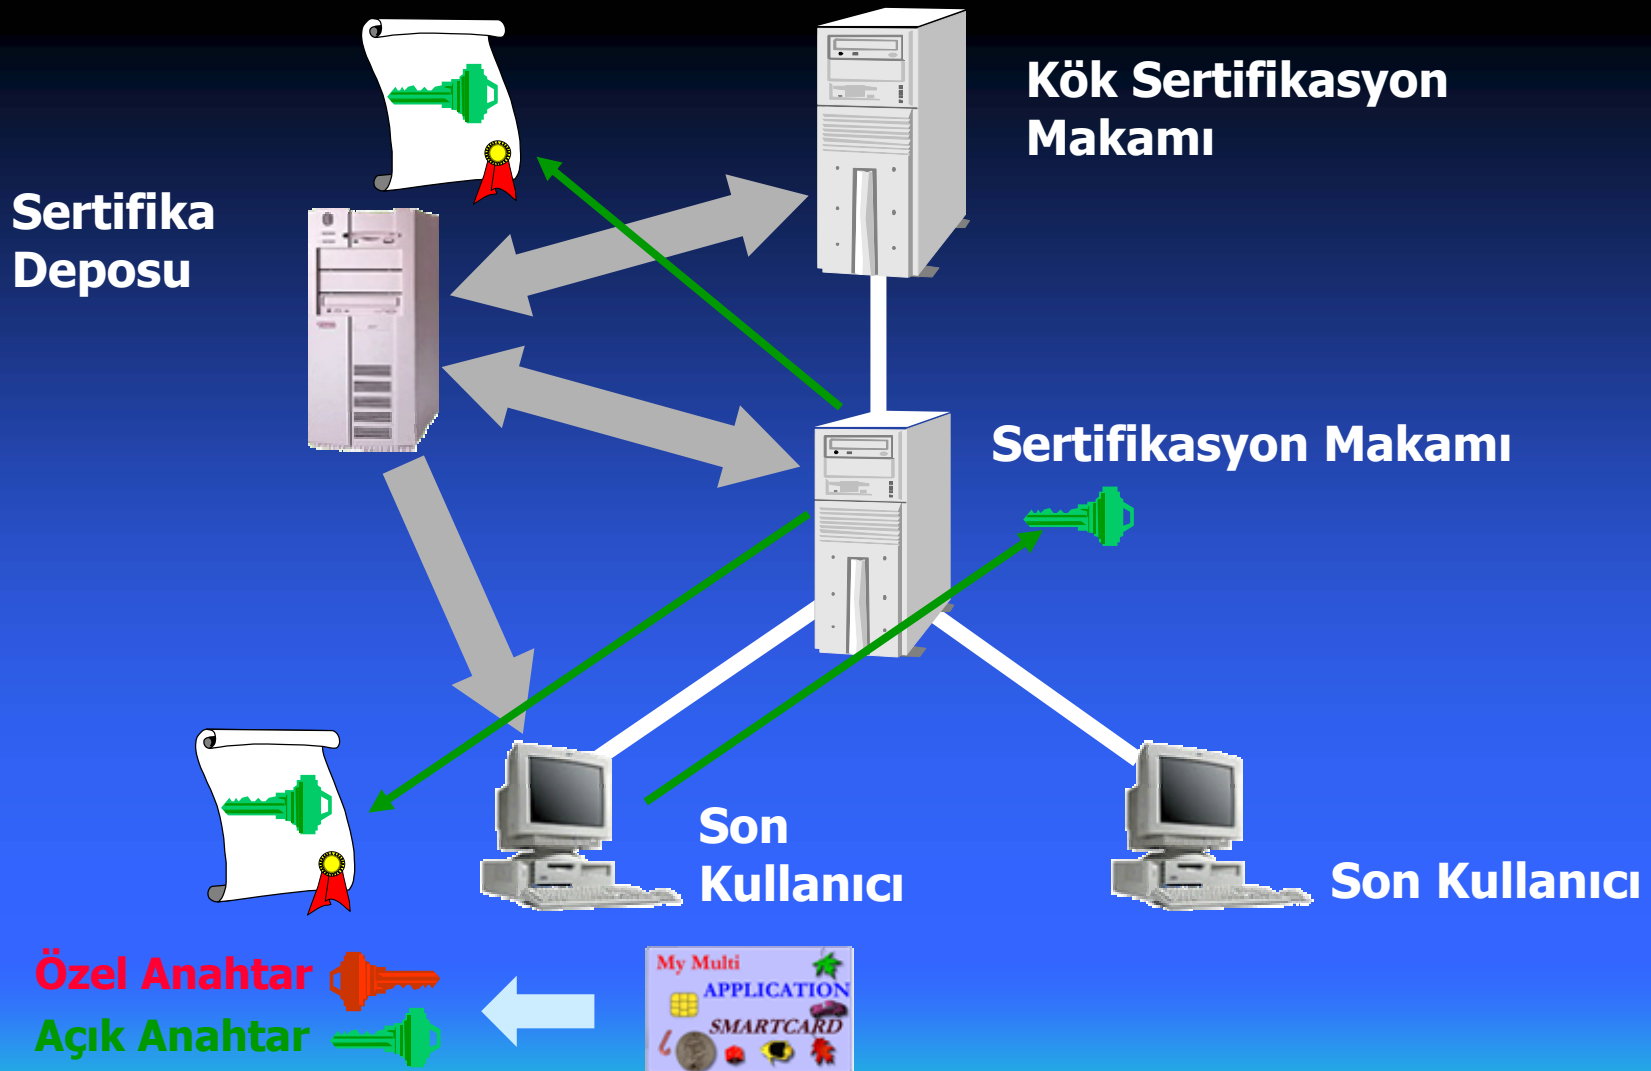 Kök Sertifikasyon
Makamı
Sertifika
Deposu
Sertifikasyon Makamı
Son
Kullanıcı
Son Kullanıcı
Özel Anahtar
Açık Anahtar
My Multi
APPLICATION
SMARTCARD